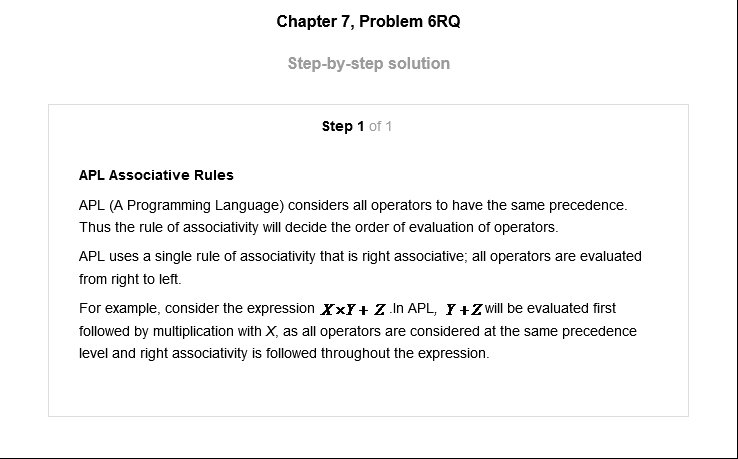 Chapter 7, Problem 6RQ
Step-by-step solution
Step 1 of 1
APL Associative Rules
APL (A Programming Language) considers all operators to have the same precedence.
Thus the rule of associativity will decide the order of evaluation of operators.
APL uses a single rule of associativity that is right associative; all operators are evaluated
from right to left.
For example, consider the expression X×Y+ Z .In APL, Y+Z will be evaluated first
followed by multiplication with X, as all operators are considered at the same precedence
level and right associativity is followed throughout the expression.